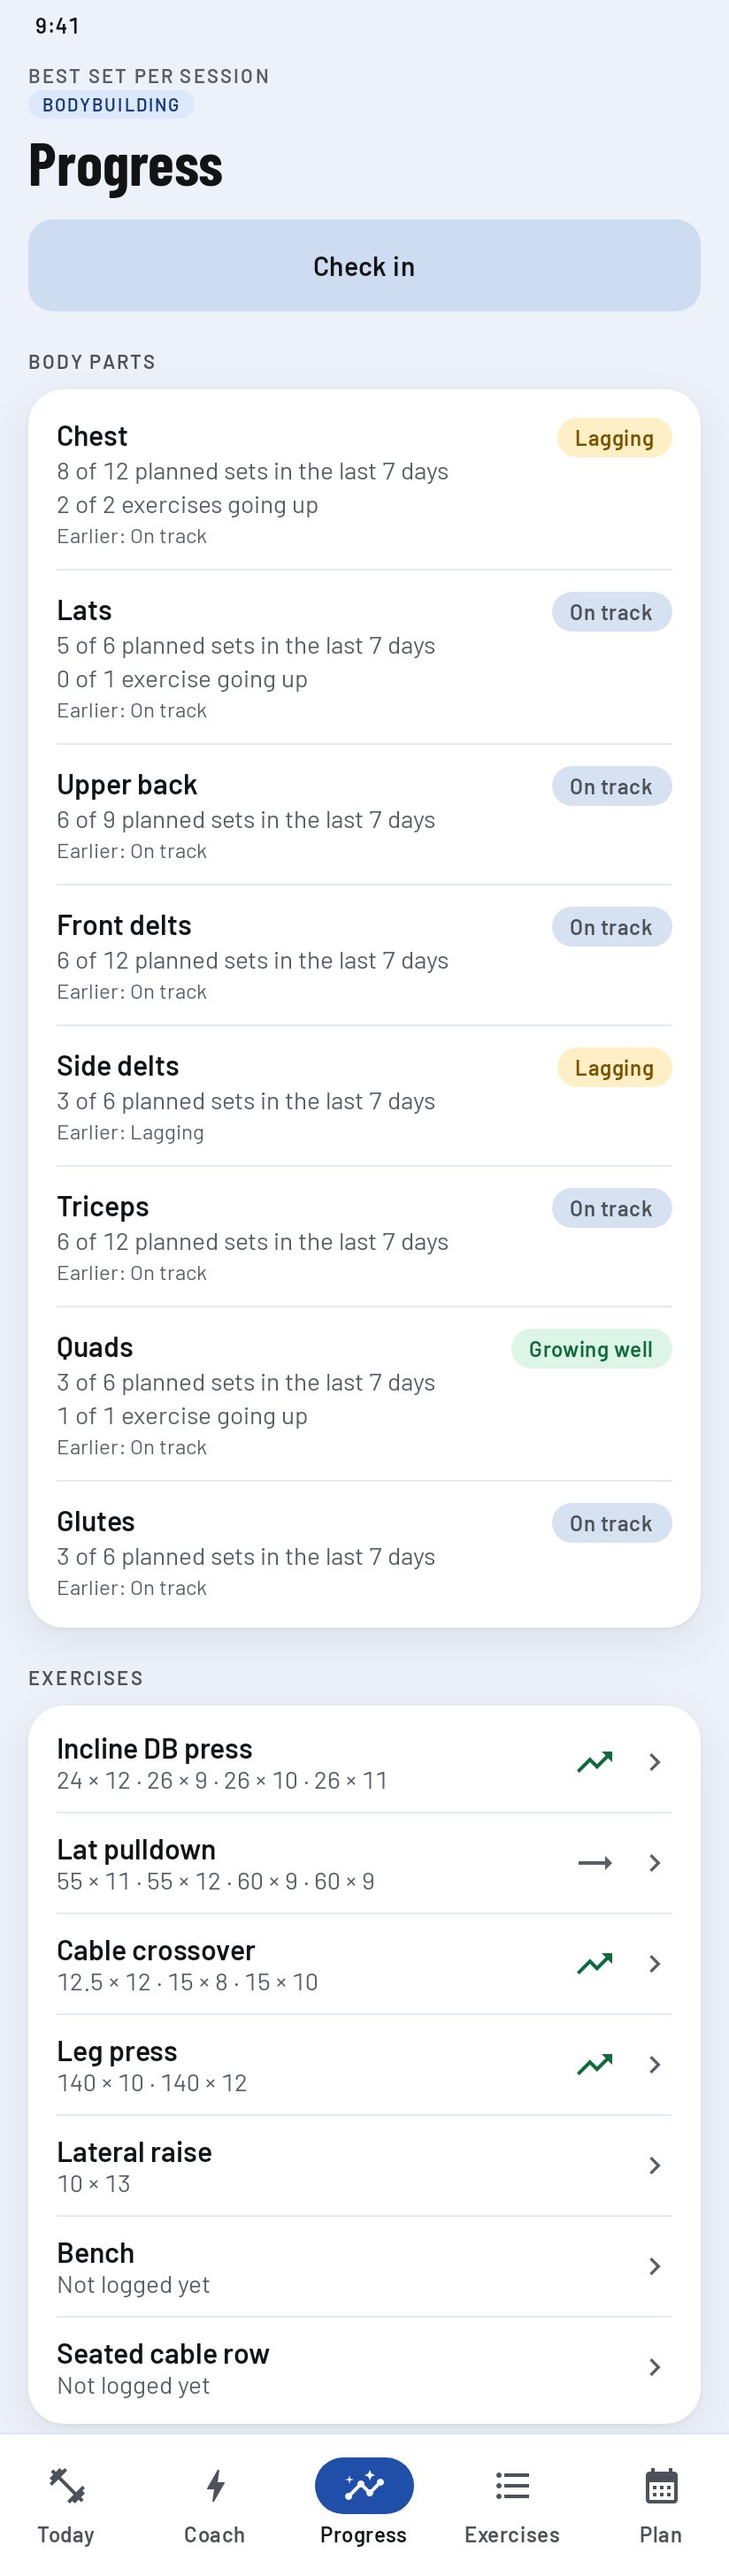 9:41
BEST SET PER SESSION
BODYBUILDING
Progress
Check in
BODY PARTS
Chest
Lagging
8 of 12 planned sets in the last 7 days
2 of 2 exercises going up
Earlier: On track
Lats
On track
5 of 6 planned sets in the last 7 days
0 of 1 exercise going up
Earlier: On track
Upper back
On track
6 of 9 planned sets in the last 7 days
Earlier: On track
Front delts
On track
6 of 12 planned sets in the last 7 days
Earlier: On track
Side delts
Lagging
3 of 6 planned sets in the last 7 days
Earlier: Lagging
Triceps
On track
6 of 12 planned sets in the last 7 days
Earlier: On track
Quads
Growing well
3 of 6 planned sets in the last 7 days
1 of 1 exercise going up
Earlier: On track
Glutes
On track
3 of 6 planned sets in the last 7 days
Earlier: On track
EXERCISES
Incline DB press
24 × 12 · 26 × 9 · 26 × 10 · 26 × 11
Lat pulldown
55 × 11 · 55 × 12 · 60 × 9 · 60 × 9
Cable crossover
12.5 × 12 · 15 × 8 · 15 × 10
Leg press
140 × 10 · 140 × 12
Lateral raise
10 × 13
Bench
Not logged yet
Seated cable row
Not logged yet
Today
Coach
Progress
Exercises
Plan